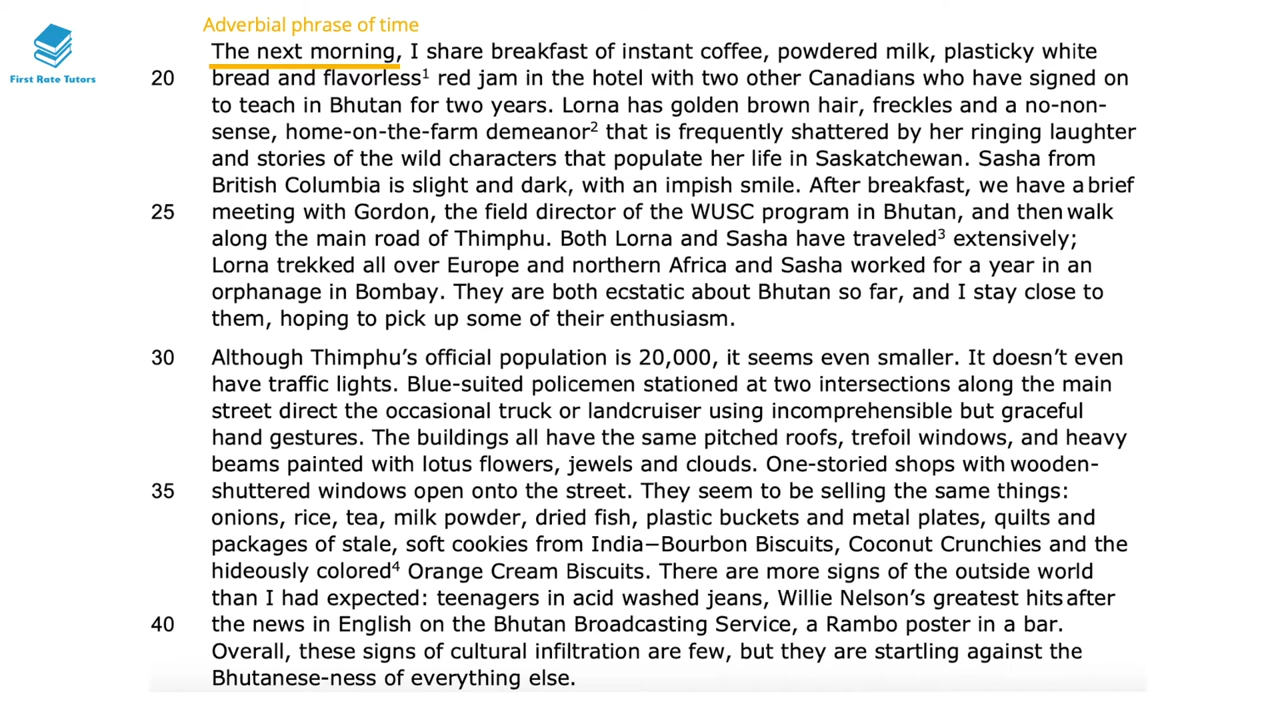 Adverbial phrase of time
First Rate Tutors
The next morning, I share breakfast of instant coffee, powdered milk, plasticky white
20 bread and flavorless¹ red jam in the hotel with two other Canadians who have signed on
to teach in Bhutan for two years. Lorna has golden brown hair, freckles and a no-non-
sense, home-on-the-farm demeanor² that is frequently shattered by her ringing laughter
and stories of the wild characters that populate her life in Saskatchewan. Sasha from
British Columbia is slight and dark, with an impish smile. After breakfast, we have a brief
25 meeting with Gordon, the field director of the WUSC program in Bhutan, and then walk
along the main road of Thimphu. Both Lorna and Sasha have traveled³ extensively;
Lorna trekked all over Europe and northern Africa and Sasha worked for a year in an
orphanage in Bombay. They are both ecstatic about Bhutan so far, and I stay close to
them, hoping to pick up some of their enthusiasm.
30 Although Thimphu’s official population is 20,000, it seems even smaller. It doesn’t even
have traffic lights. Blue-suited policemen stationed at two intersections along the main
street direct the occasional truck or landcruiser using incomprehensible but graceful
hand gestures. The buildings all have the same pitched roofs, trefoil windows, and heavy
beams painted with lotus flowers, jewels and clouds. One-storied shops with wooden-
35 shuttered windows open onto the street. They seem to be selling the same things:
onions, rice, tea, milk powder, dried fish, plastic buckets and metal plates, quilts and
packages of stale, soft cookies from India−Bourbon Biscuits, Coconut Crunchies and the
hideously colored⁴ Orange Cream Biscuits. There are more signs of the outside world
than I had expected: teenagers in acid washed jeans, Willie Nelson’s greatest hits after
40 the news in English on the Bhutan Broadcasting Service, a Rambo poster in a bar.
Overall, these signs of cultural infiltration are few, but they are startling against the
Bhutanese-ness of everything else.